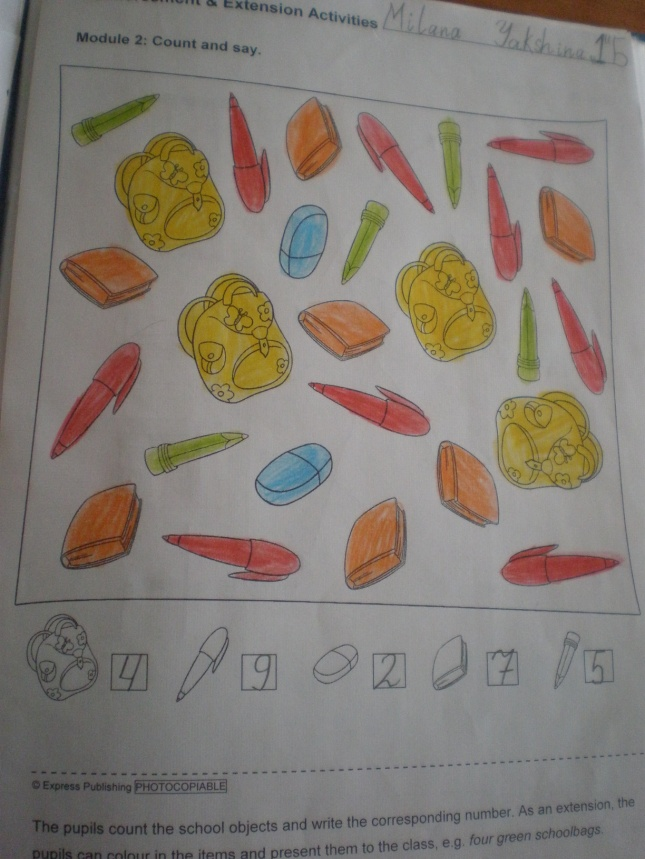 & Extension Activities Milana Yakshina 1b
Module 2: Count and say.
4 9 2 7 5
© Express Publishing PHOTOCOPIABLE
The pupils count the school objects and write the corresponding number. As an extension, the
pupils can colour in the items and present them to the class, e.g. four green schoolbags.